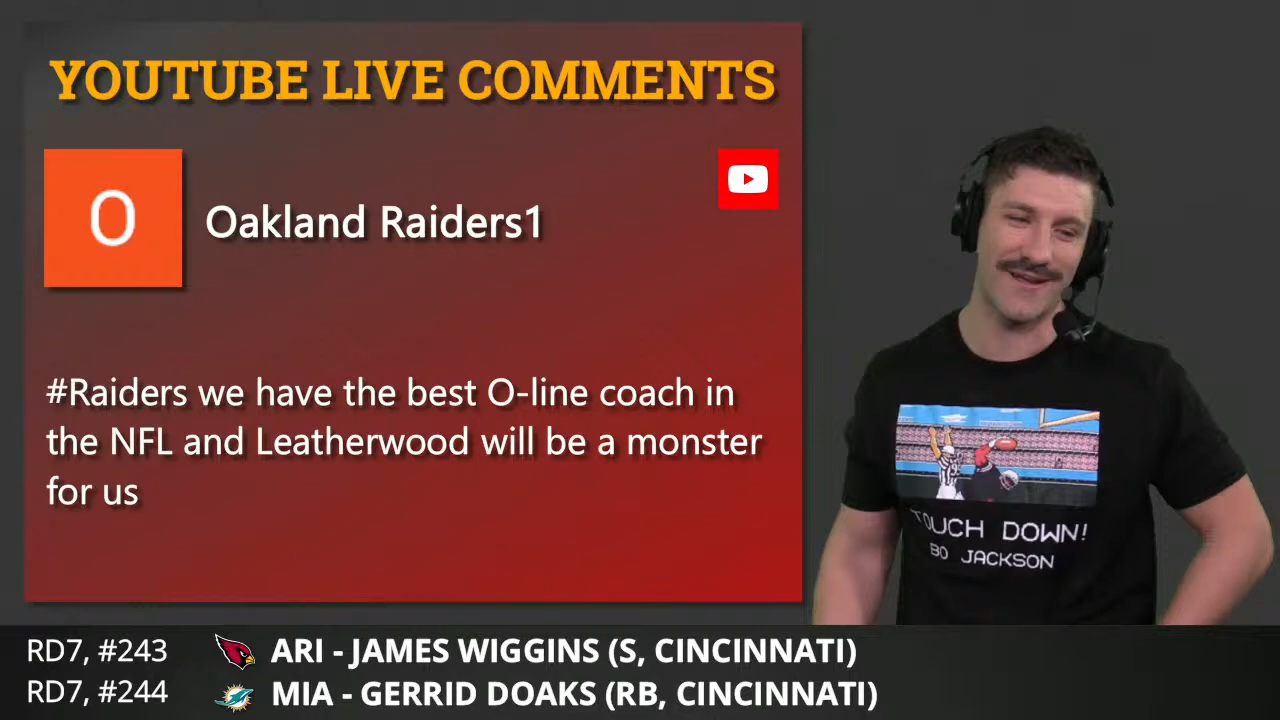 YOUTUBE LIVE COMMENTS
O
Oakland Raiders1
#Raiders we have the best O-line coach in
the NFL and Leatherwood will be a monster
for us
TOUCH DOWN!
BO JACKSON
RD7, #243 ARI - JAMES WIGGINS (S, CINCINNATI)
RD7, #244 MIA - GERRID DOAKS (RB, CINCINNATI)